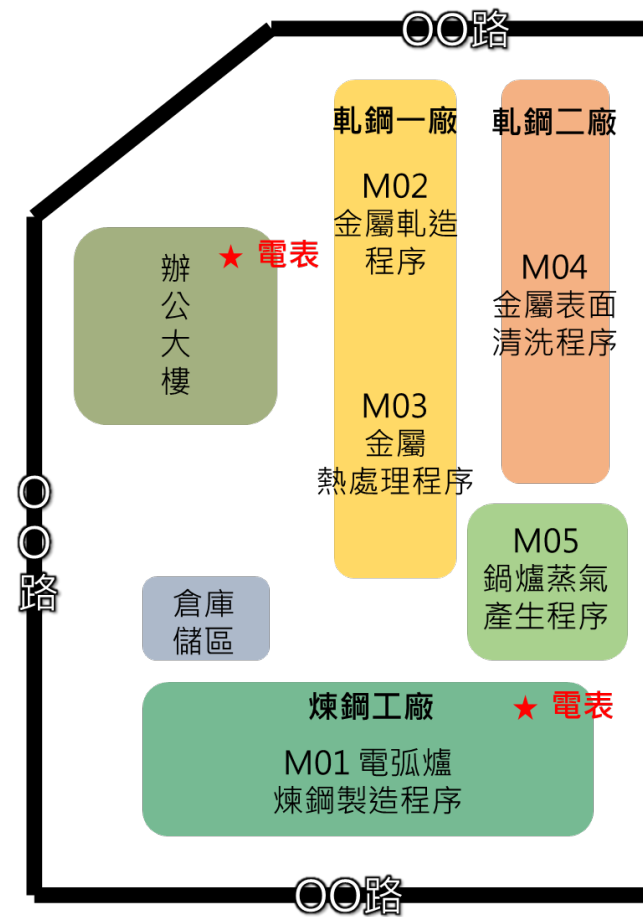 OO路
軋鋼一廠
M02
金屬軋造
程序
M03
金屬
熱處理程序
軋鋼二廠
M04
金屬表面
清洗程序
★ 電表
辦
公
大
樓
O
O
路
M05
鍋爐蒸氣
產生程序
倉庫
儲區
煉鋼工廠
★ 電表
M01 電弧爐
煉鋼製造程序
OO路